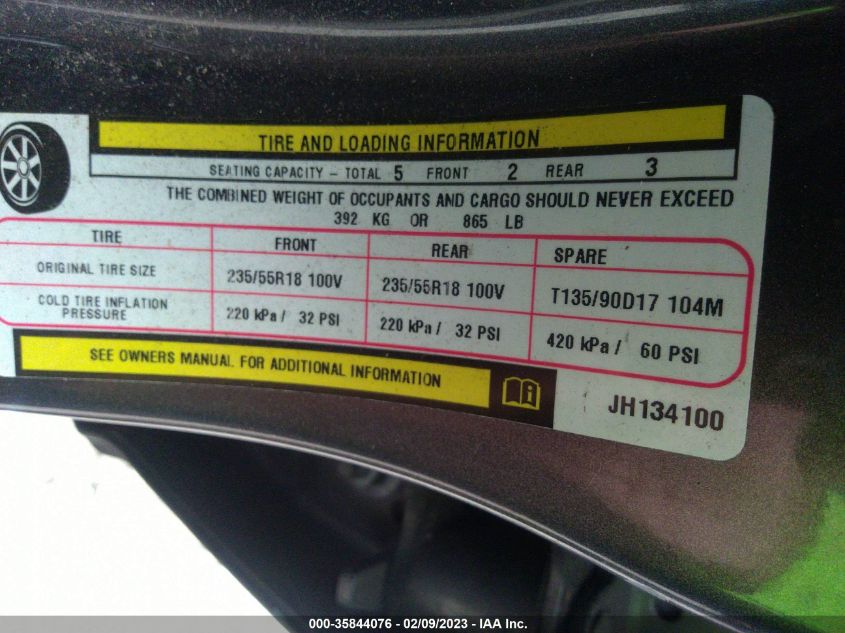 TIRE AND LOADING INFORMATION
SEATING CAPACITY - TOTAL 5 FRONT 2 REAR 3
THE COMBINED WEIGHT OF OCCUPANTS AND CARGO SHOULD NEVER EXCEED
392 KG OR 865 LB
TIRE FRONT REAR SPARE
ORIGINAL TIRE SIZE 235/55R18 100V 235/55R18 100V T135/90D17 104M
COLD TIRE INFLATION
PRESSURE 220 kPa / 32 PSI 220 kPa / 32 PSI 420 kPa / 60 PSI
SEE OWNERS MANUAL FOR ADDITIONAL INFORMATION
JH134100
000-35844076 - 02/09/2023 - IAA Inc.